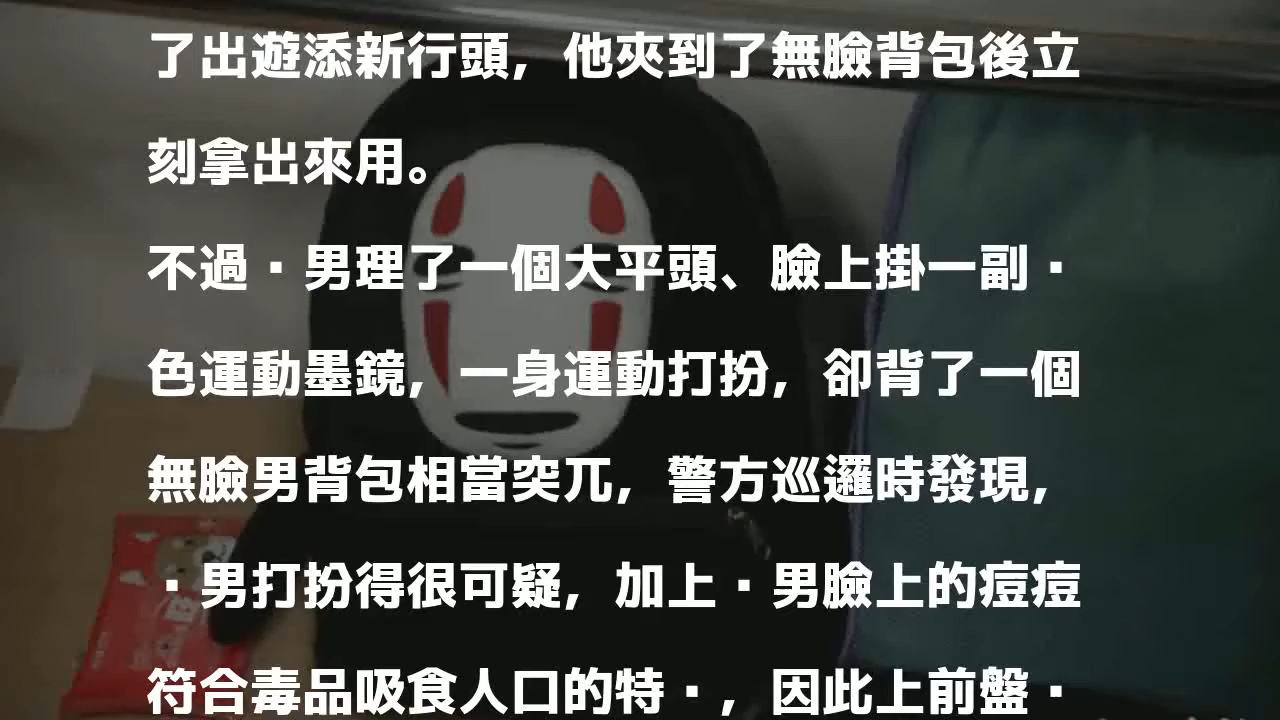 了出遊添新行頭，他夾到了無臉背包後立
刻拿出來用。
不過·男理了一個大平頭、臉上掛一副·
色運動墨鏡，一身運動打扮，卻背了一個
無臉男背包相當突兀，警方巡邏時發現，
·男打扮得很可疑，加上·男臉上的痘痘
符合毒品吸食人口的特·，因此上前盤·